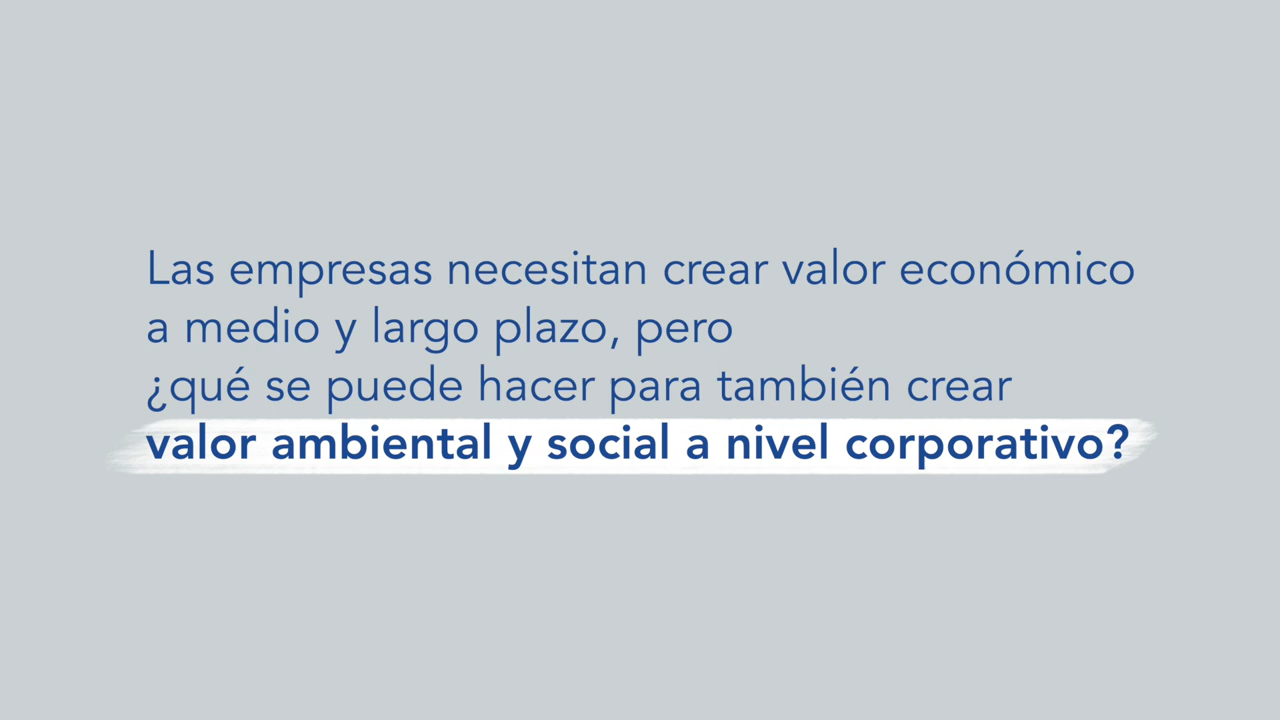 Las empresas necesitan crear valor económico
a medio y largo plazo, pero
¿qué se puede hacer para también crear
valor ambiental y social a nivel corporativo?